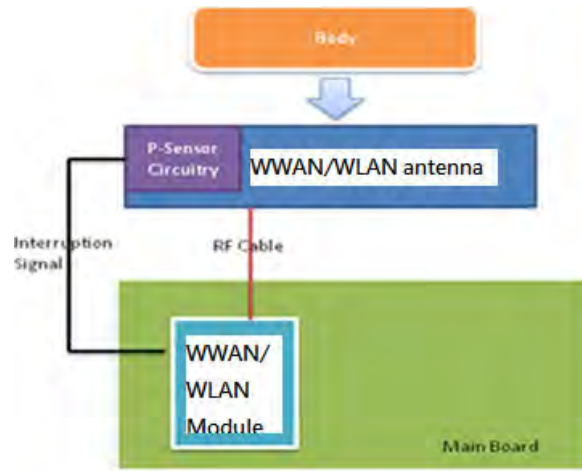 Body
P-Sensor
Circuitry
WWAN/WLAN antenna
Interruption
Signal
RF Cable
WWAN/
WLAN
Module
Main Board